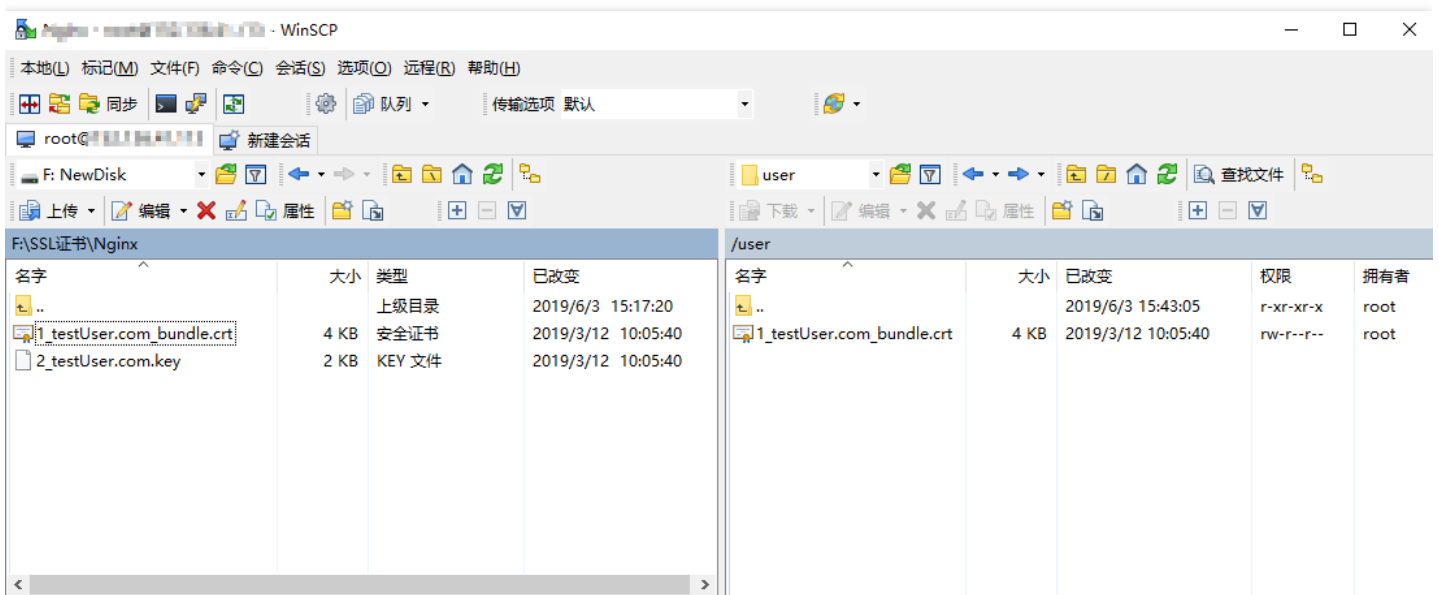 - WinSCP
本地(L) 标记(M) 文件(F) 命令(C) 会话(S) 选项(O) 远程(R) 帮助(H)
同步 队列 传输选项 默认
root@ 新建会话
F: NewDisk user 查找文件
上传 编辑 属性 下载 编辑 属性
F:\SSL证书\Nginx /user
名字 大小 类型 已改变 名字 大小 已改变 权限 拥有者
.. 上级目录 2019/6/3 15:17:20 .. 2019/6/3 15:43:05 r-xr-xr-x root
1_testUser.com_bundle.crt 4 KB 安全证书 2019/3/12 10:05:40 1_testUser.com_bundle.crt 4 KB 2019/3/12 10:05:40 rw-r--r-- root
2_testUser.com.key 2 KB KEY 文件 2019/3/12 10:05:40